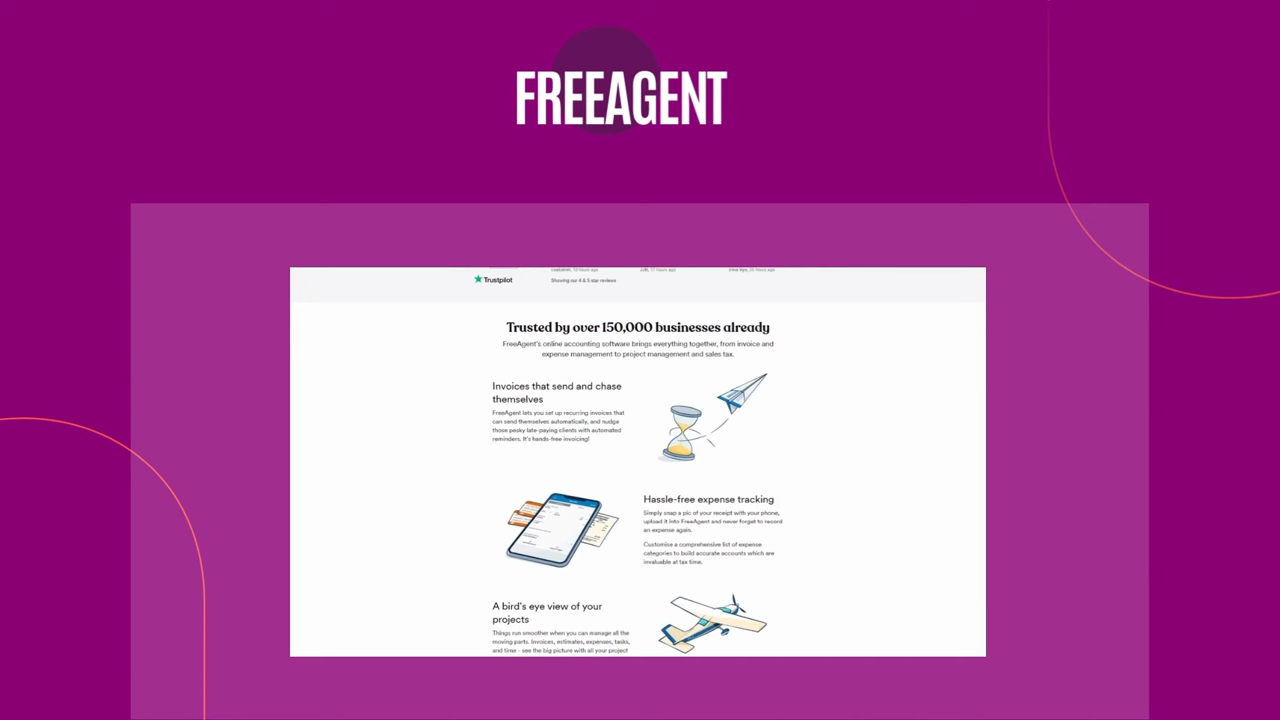 FREEAGENT
Trustpilot
Showing our 4 & 5 star reviews
Trusted by over 150,000 businesses already
FreeAgent's online accounting software brings everything together, from invoice and
expense management to project management and sales tax.
Invoices that send and chase
themselves
FreeAgent lets you set up recurring invoices that
can send themselves automatically, and nudge
those pesky late-paying clients with automated
reminders. It's hands-free invoicing!
Hassle-free expense tracking
Simply snap a pic of your receipt with your phone,
upload it into FreeAgent and never forget to record
an expense again.
Customise a comprehensive list of expense
categories to build accurate accounts which are
invaluable at tax time.
A bird's eye view of your
projects
Things run smoother when you can manage all the
moving parts. Invoices, estimates, expenses, tasks,
and time - see the big picture with all your project